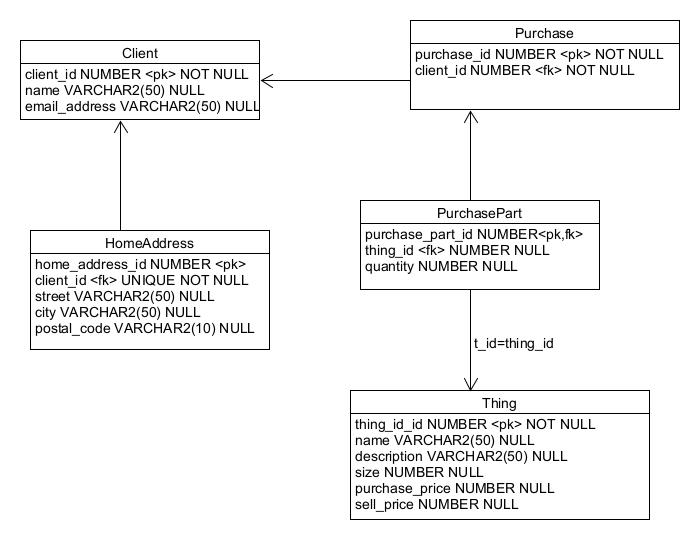 Client
client_id NUMBER <pk> NOT NULL
name VARCHAR2(50) NULL
email_address VARCHAR2(50) NULL
Purchase
purchase_id NUMBER <pk> NOT NULL
client_id NUMBER <fk> NOT NULL
HomeAddress
home_address_id NUMBER <pk>
client_id <fk> UNIQUE NOT NULL
street VARCHAR2(50) NULL
city VARCHAR2(50) NULL
postal_code VARCHAR2(10) NULL
PurchasePart
purchase_part_id NUMBER<pk,fk>
thing_id <fk> NUMBER NULL
quantity NUMBER NULL
t_id=thing_id
Thing
thing_id_id NUMBER <pk> NOT NULL
name VARCHAR2(50) NULL
description VARCHAR2(50) NULL
size NUMBER NULL
purchase_price NUMBER NULL
sell_price NUMBER NULL